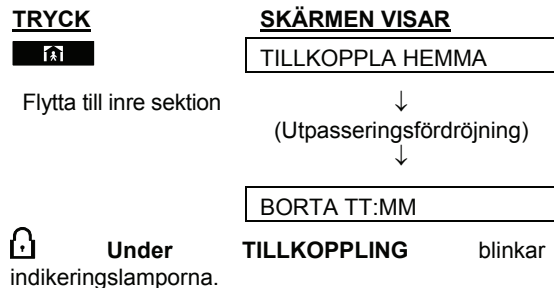 TRYCK SKÄRMEN VISAR
TILLKOPPLA HEMMA
Flytta till inre sektion ↓
(Utpasseringsfördröjning)
↓
BORTA TT:MM
Under TILLKOPPLING blinkar
indikeringslamporna.